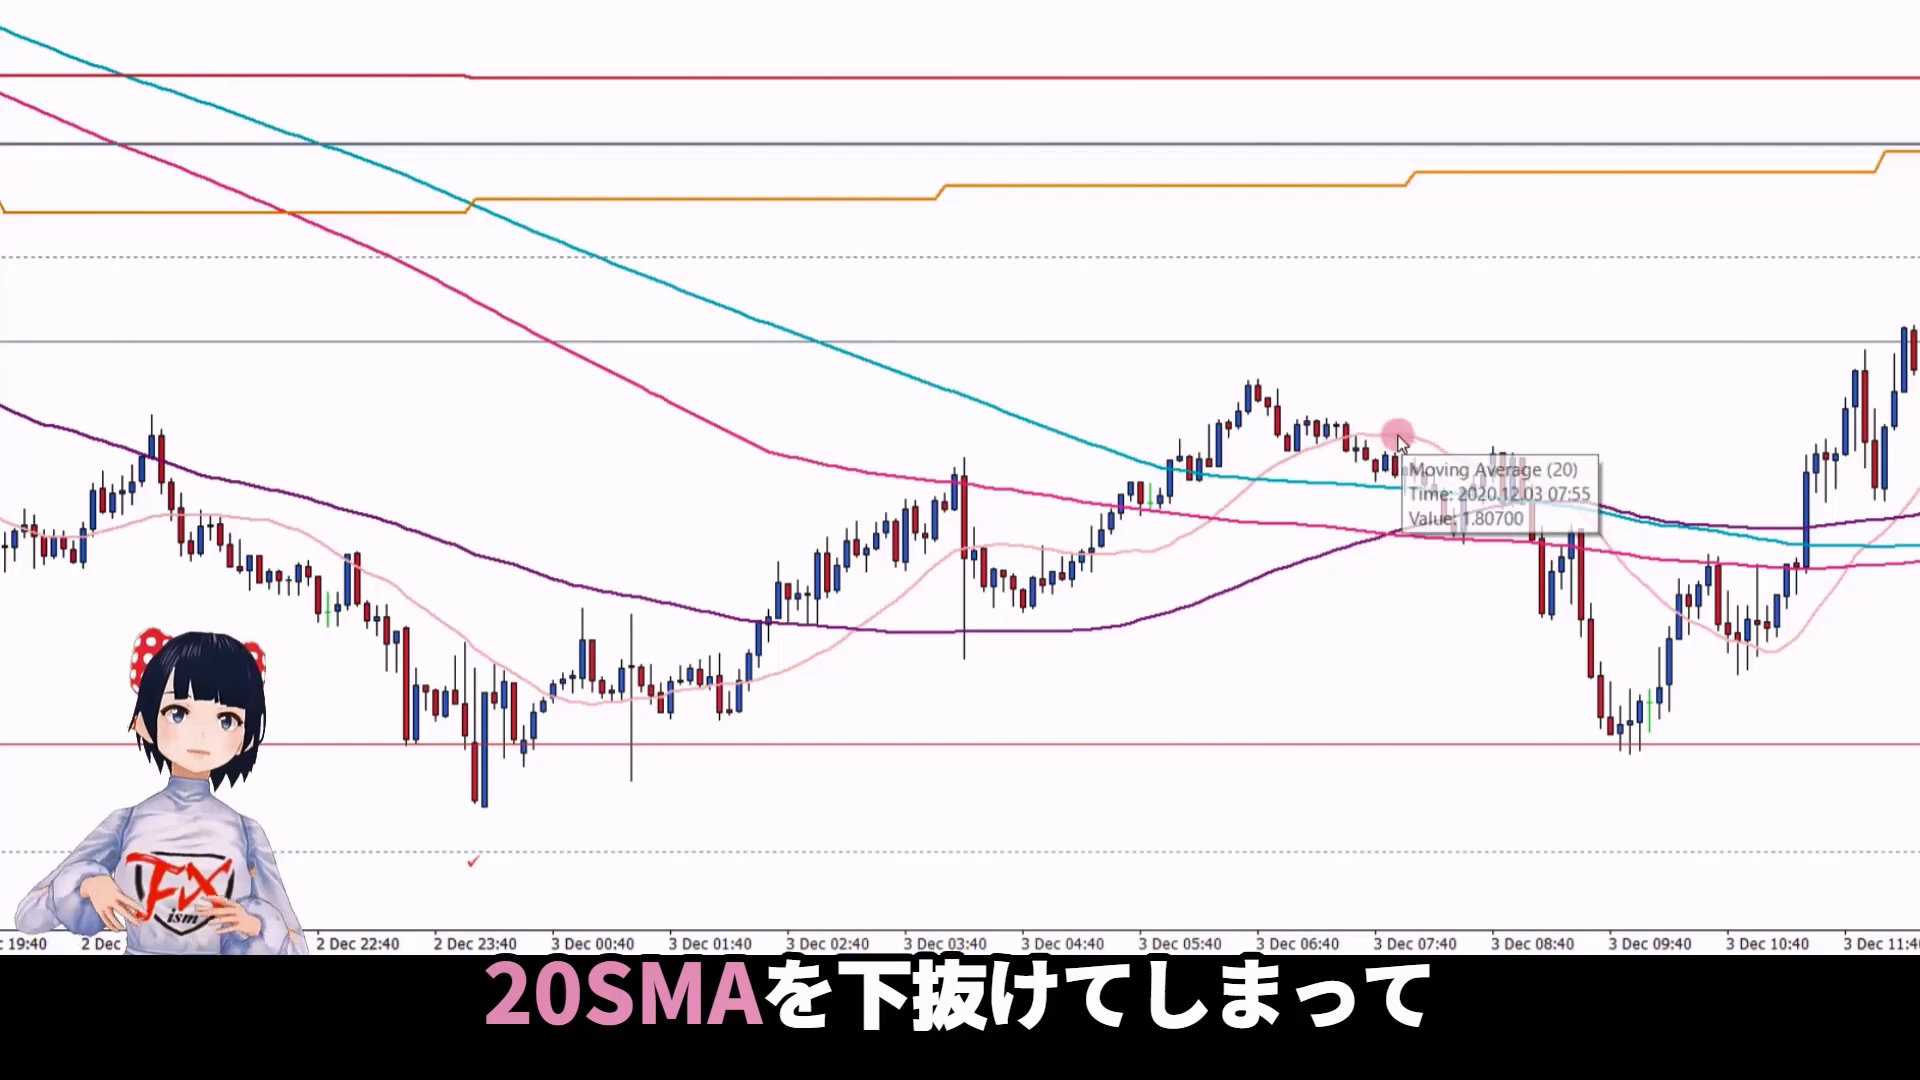 Moving Average (20)
Time: 2020.12.03 07:55
Value: 1.80700
FX
ism
19:40 2 Dec 2 Dec 22:40 2 Dec 23:40 3 Dec 00:40 3 Dec 01:40 3 Dec 02:40 3 Dec 03:40 3 Dec 04:40 3 Dec 05:40 3 Dec 06:40 3 Dec 07:40 3 Dec 08:40 3 Dec 09:40 3 Dec 10:40 3 Dec 11:40
20SMAを下抜けてしまって